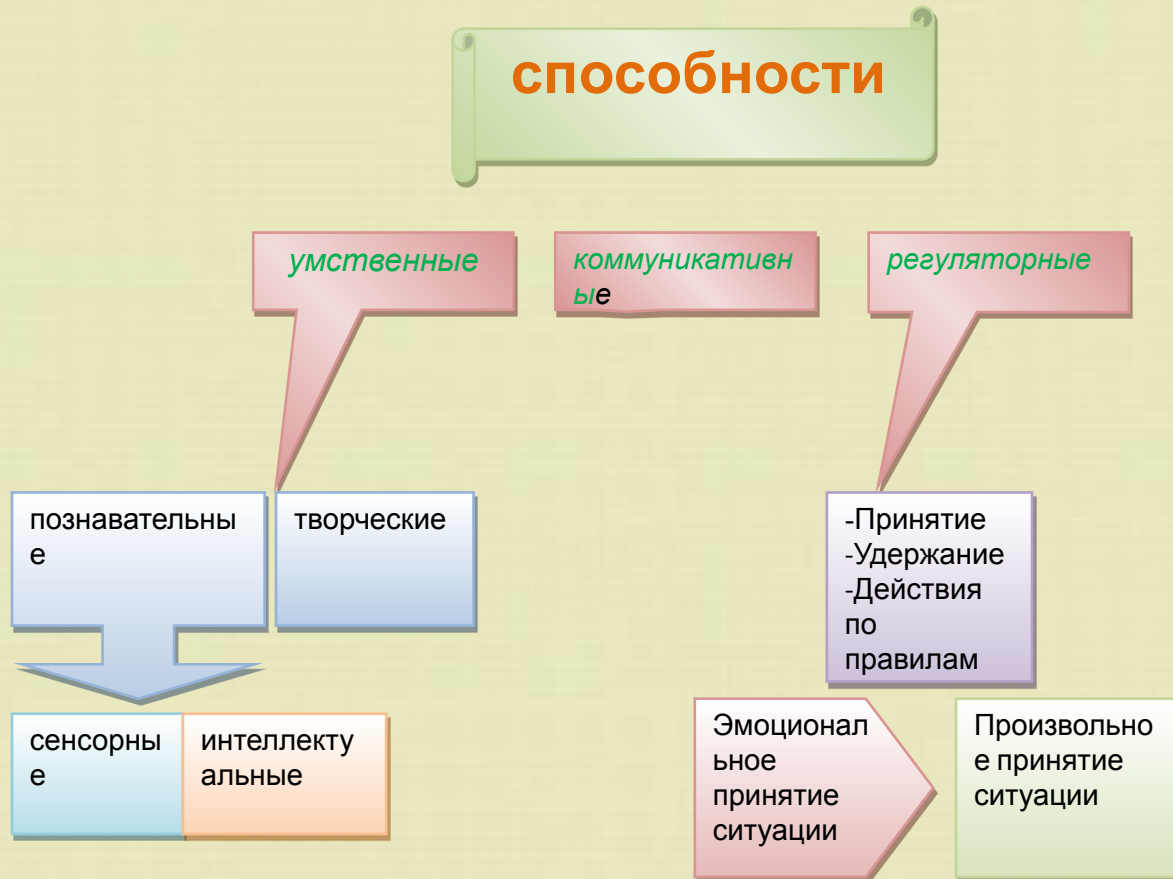 способности
умственные
коммуникативн
ые
регуляторные
познавательны
е
творческие
-Принятие
-Удержание
-Действия
по
правилам
сенсорны
е
интеллекту
альные
Эмоционал
ьное
принятие
ситуации
Произвольно
е принятие
ситуации